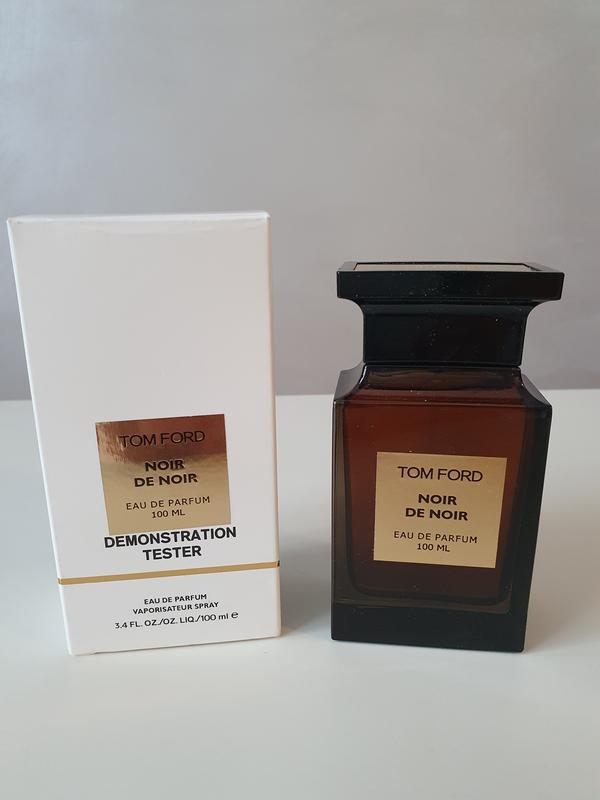 TOM FORD
NOIR
DE NOIR
EAU DE PARFUM
100 ML
DEMONSTRATION
TESTER
EAU DE PARFUM
VAPORISATEUR SPRAY
3.4 FL. OZ./OZ. LIQ./100 ml ℮
TOM FORD
NOIR
DE NOIR
EAU DE PARFUM
100 ML